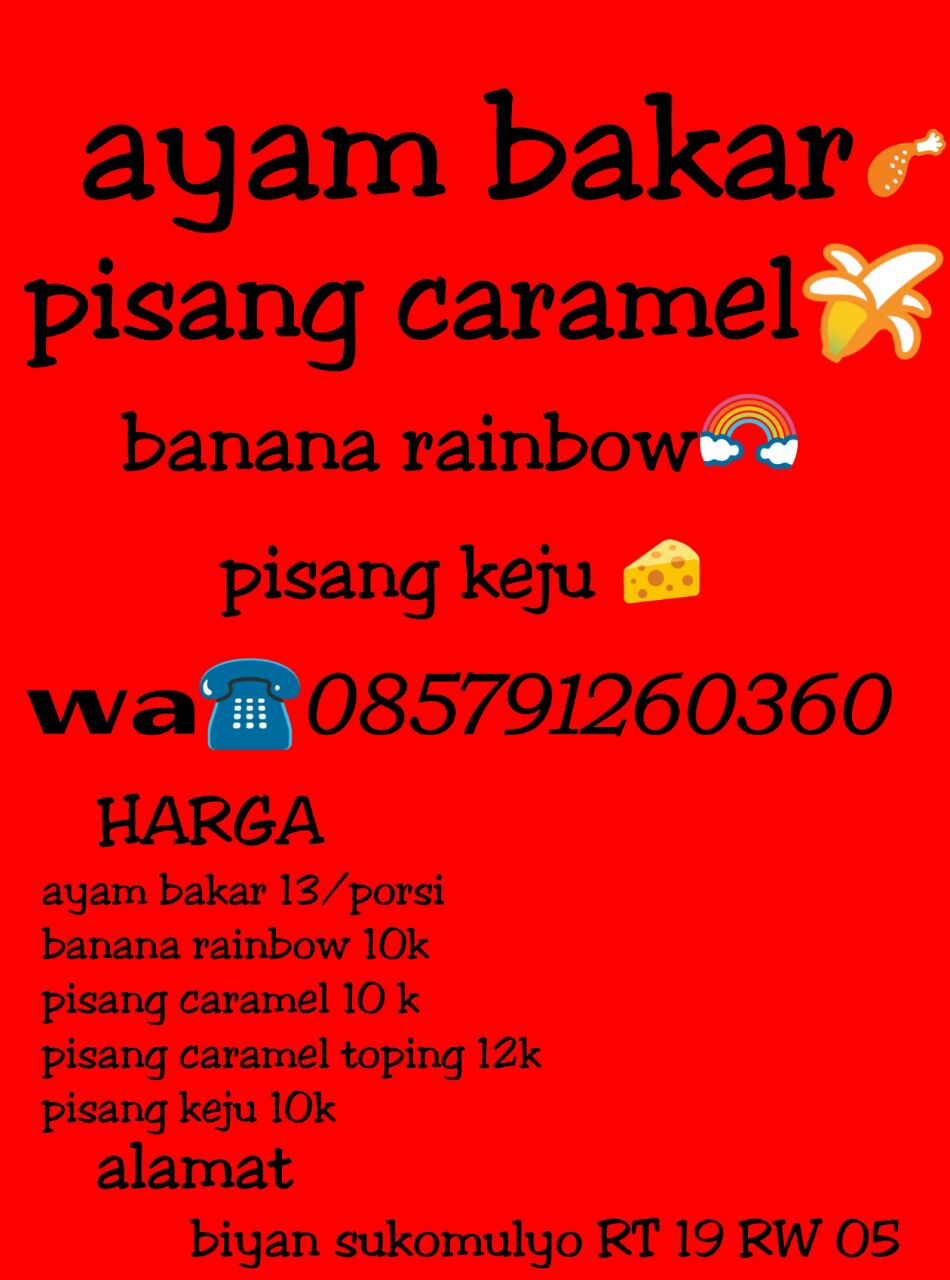 ayam bakar🍗
pisang caramel🍌
banana rainbow🌈
pisang keju 🧀
wa☎085791260360
HARGA
ayam bakar 13/porsi
banana rainbow 10k
pisang caramel 10 k
pisang caramel toping 12k
pisang keju 10k
alamat
biyan sukomulyo RT 19 RW 05